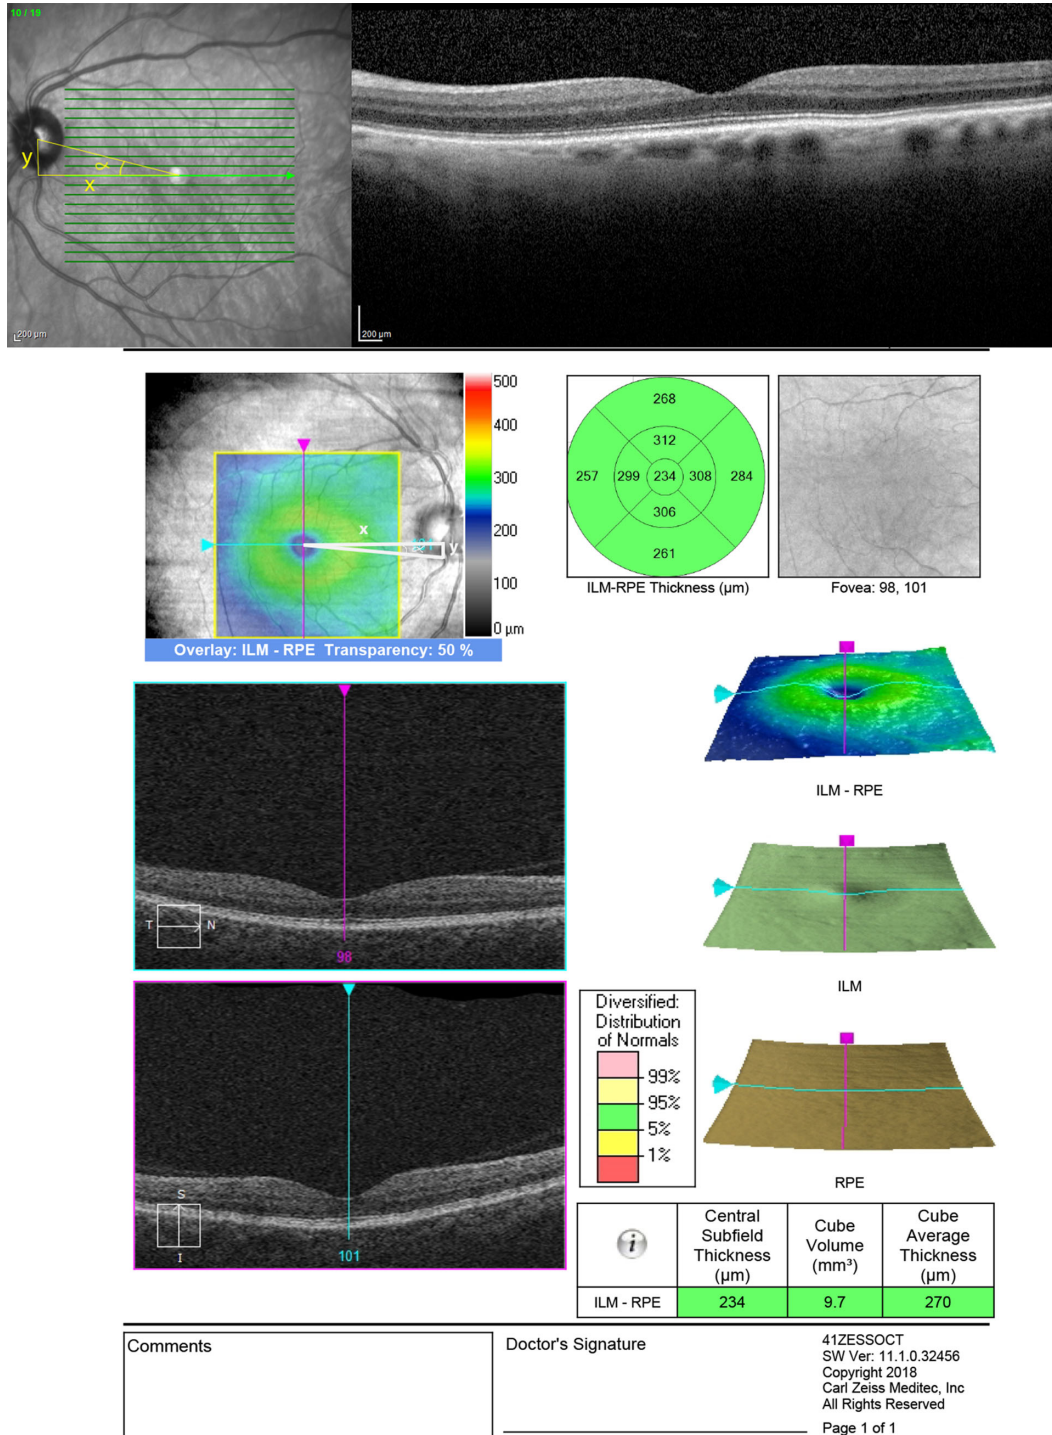 10 / 19
y
α
x
200 µm
200 µm
500
400
300
200
100
0 µm
x
y
Overlay: ILM - RPE Transparency: 50 %
268
312
257
299
234
308
284
306
261
ILM-RPE Thickness (µm)
Fovea: 98, 101
T
N
98
ILM - RPE
ILM
S
I
101
Diversified:
Distribution
of Normals
99%
95%
5%
1%
RPE
i
Central
Subfield
Thickness
(µm)
Cube
Volume
(mm³)
Cube
Average
Thickness
(µm)
ILM - RPE
234
9.7
270
Comments
Doctor's Signature
41ZESSOCT
SW Ver: 11.1.0.32456
Copyright 2018
Carl Zeiss Meditec, Inc
All Rights Reserved
Page 1 of 1